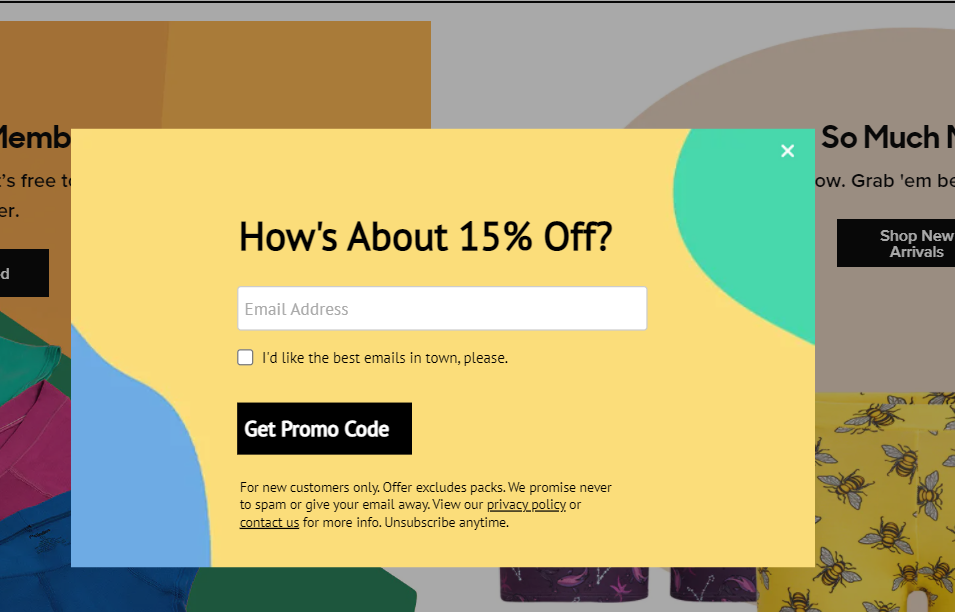 Memb
So Much
's free to
ow. Grab 'em be
er.
Shop New
Arrivals
d
How's About 15% Off?
Email Address
I'd like the best emails in town, please.
Get Promo Code
For new customers only. Offer excludes packs. We promise never
to spam or give your email away. View our privacy policy or
contact us for more info. Unsubscribe anytime.